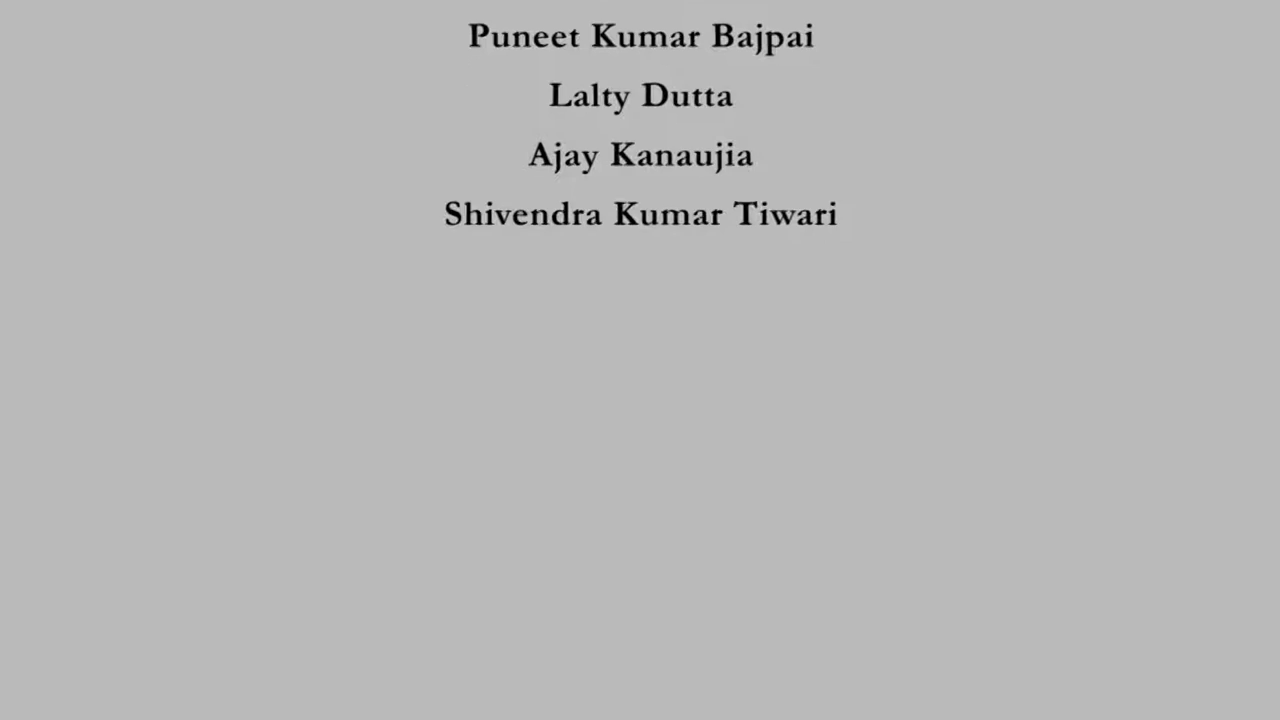 Puneet Kumar Bajpai
Lalty Dutta
Ajay Kanaujia
Shivendra Kumar Tiwari